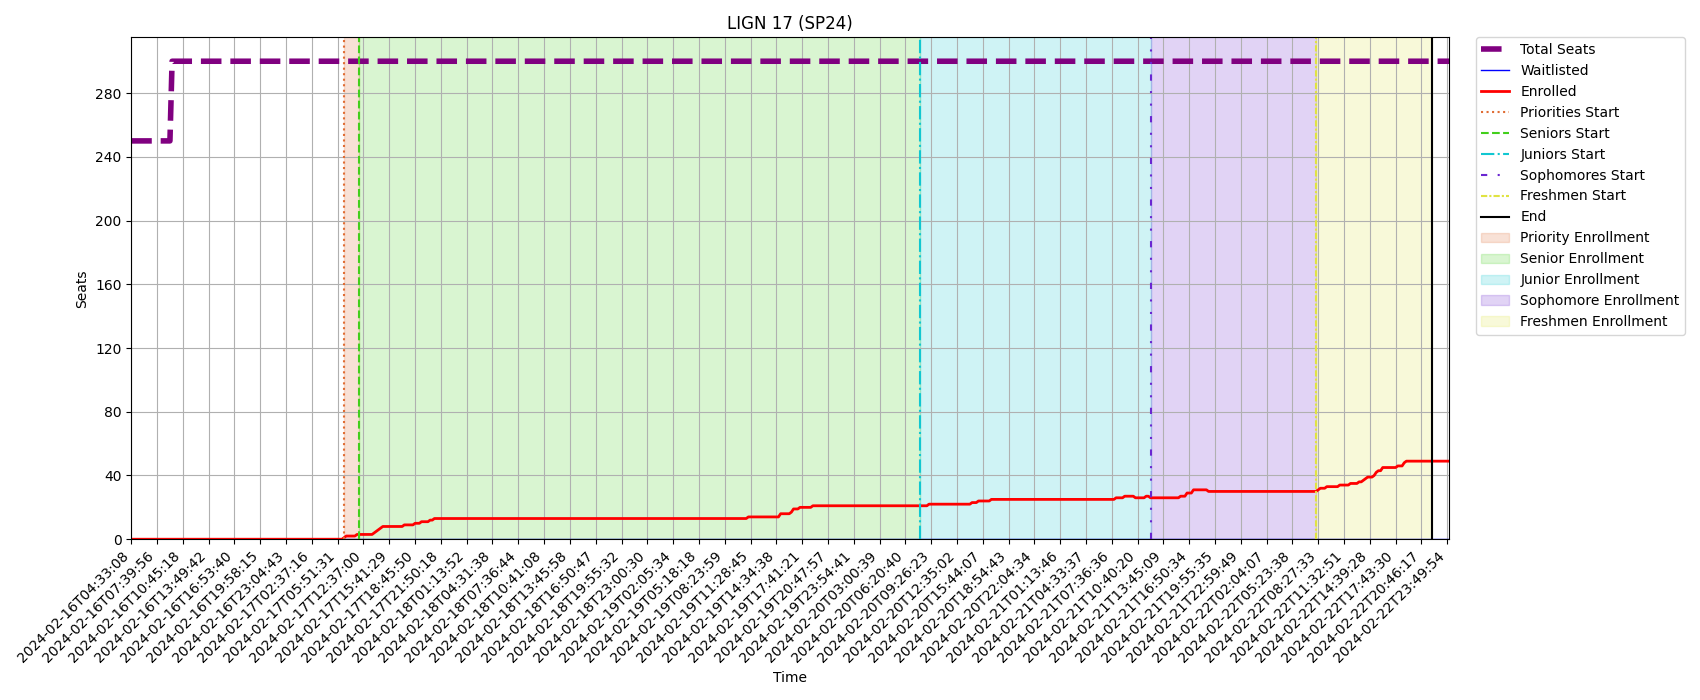 LIGN 17 (SP24)
Total Seats
Waitlisted
Enrolled
Priorities Start
Seniors Start
Juniors Start
Sophomores Start
Freshmen Start
End
Priority Enrollment
Senior Enrollment
Junior Enrollment
Sophomore Enrollment
Freshmen Enrollment
Seats
280
240
200
160
120
80
40
0
2024-02-16T04:33:08
2024-02-16T07:39:56
2024-02-16T10:45:18
2024-02-16T13:49:42
2024-02-16T16:53:40
2024-02-16T19:58:15
2024-02-16T23:04:43
2024-02-17T02:37:16
2024-02-17T05:51:31
2024-02-17T12:37:00
2024-02-17T15:41:29
2024-02-17T18:45:50
2024-02-17T21:50:18
2024-02-18T01:13:52
2024-02-18T04:31:38
2024-02-18T07:36:44
2024-02-18T10:41:08
2024-02-18T13:45:58
2024-02-18T16:50:47
2024-02-18T19:55:32
2024-02-18T23:00:30
2024-02-19T02:05:34
2024-02-19T05:18:18
2024-02-19T08:23:59
2024-02-19T11:28:45
2024-02-19T14:34:38
2024-02-19T17:41:21
2024-02-19T20:47:57
2024-02-19T23:54:41
2024-02-20T03:00:39
2024-02-20T06:20:40
2024-02-20T09:26:23
2024-02-20T12:35:02
2024-02-20T15:44:07
2024-02-20T18:54:43
2024-02-20T22:04:34
2024-02-21T01:13:46
2024-02-21T04:33:37
2024-02-21T07:36:36
2024-02-21T10:40:20
2024-02-21T13:45:09
2024-02-21T16:50:34
2024-02-21T19:55:35
2024-02-21T22:59:49
2024-02-22T02:04:07
2024-02-22T05:23:38
2024-02-22T08:27:33
2024-02-22T11:32:51
2024-02-22T14:39:28
2024-02-22T17:43:30
2024-02-22T20:46:17
2024-02-22T23:49:54
Time